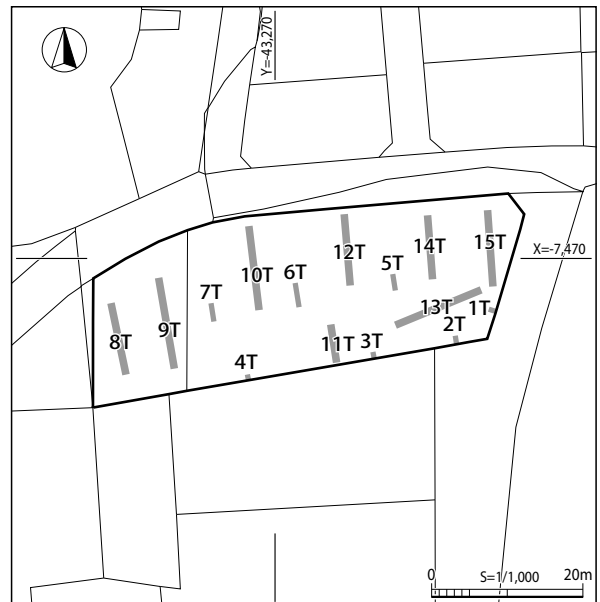 Y=-43,270
X=-7,470
12T
14T
15T
10T
6T
5T
7T
13T
1T
8T
9T
2T
11T
3T
4T
0
S=1/1,000
20m